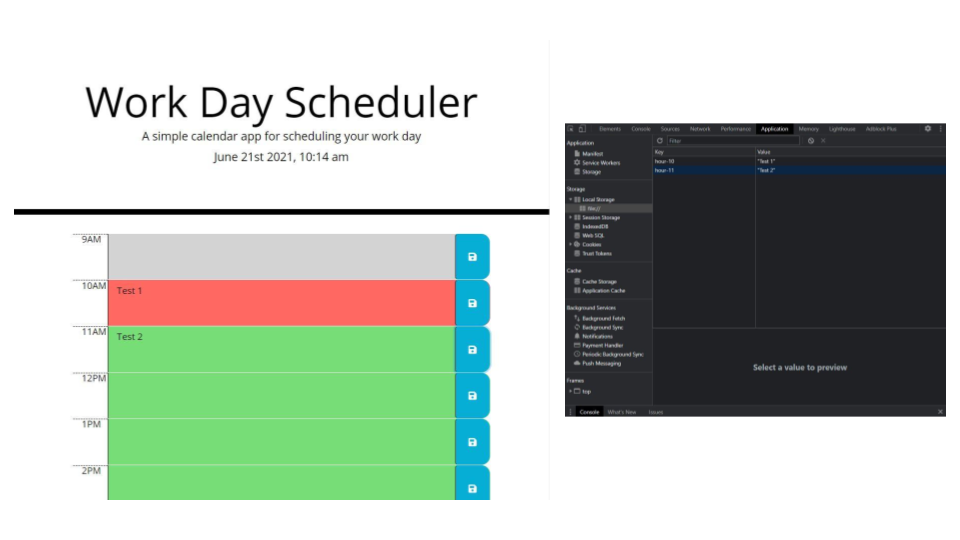 Work Day Scheduler
A simple calendar app for scheduling your work day
June 21st 2021, 10:14 am
9AM
10AM Test 1
11AM Test 2
12PM
1PM
2PM
Elements Console Sources Network Performance Application Memory Lighthouse Adblock Plus
Application
Manifest
Service Workers
Storage
Storage
Local Storage
file://
Session Storage
IndexedDB
Web SQL
Cookies
Trust Tokens
Cache
Cache Storage
Application Cache
Background Services
Background Fetch
Background Sync
Notifications
Payment Handler
Periodic Background Sync
Push Messaging
Frames
top
Filter
Key Value
hour-10 "Test 1"
hour-11 "Test 2"
Select a value to preview
Console What's New Issues